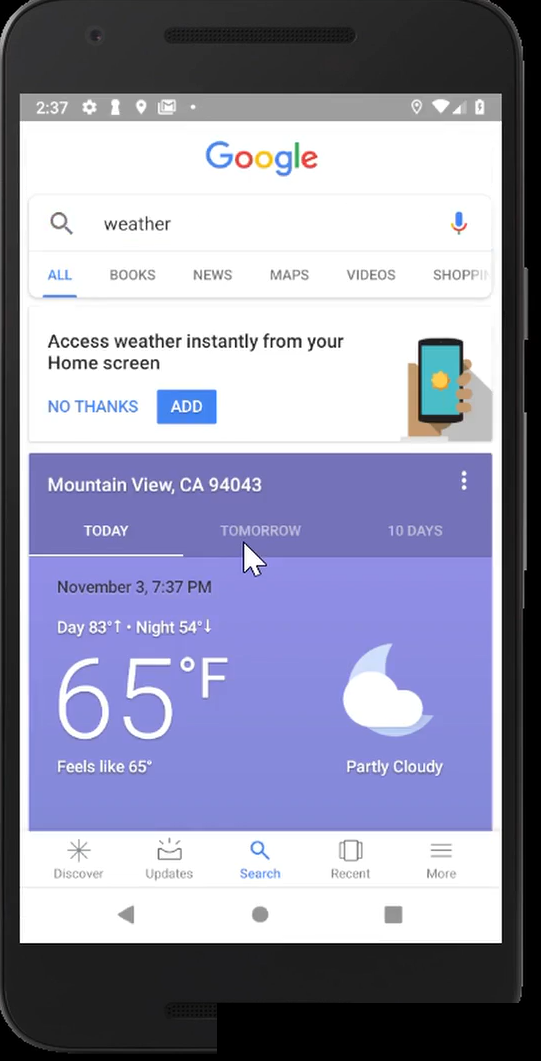 2:37
Google
weather
ALL BOOKS NEWS MAPS VIDEOS SHOPPIN
Access weather instantly from your
Home screen
NO THANKS ADD
Mountain View, CA 94043
TODAY TOMORROW 10 DAYS
November 3, 7:37 PM
Day 83°↑ • Night 54°↓
65°F
Feels like 65°
Partly Cloudy
Discover Updates Search Recent More